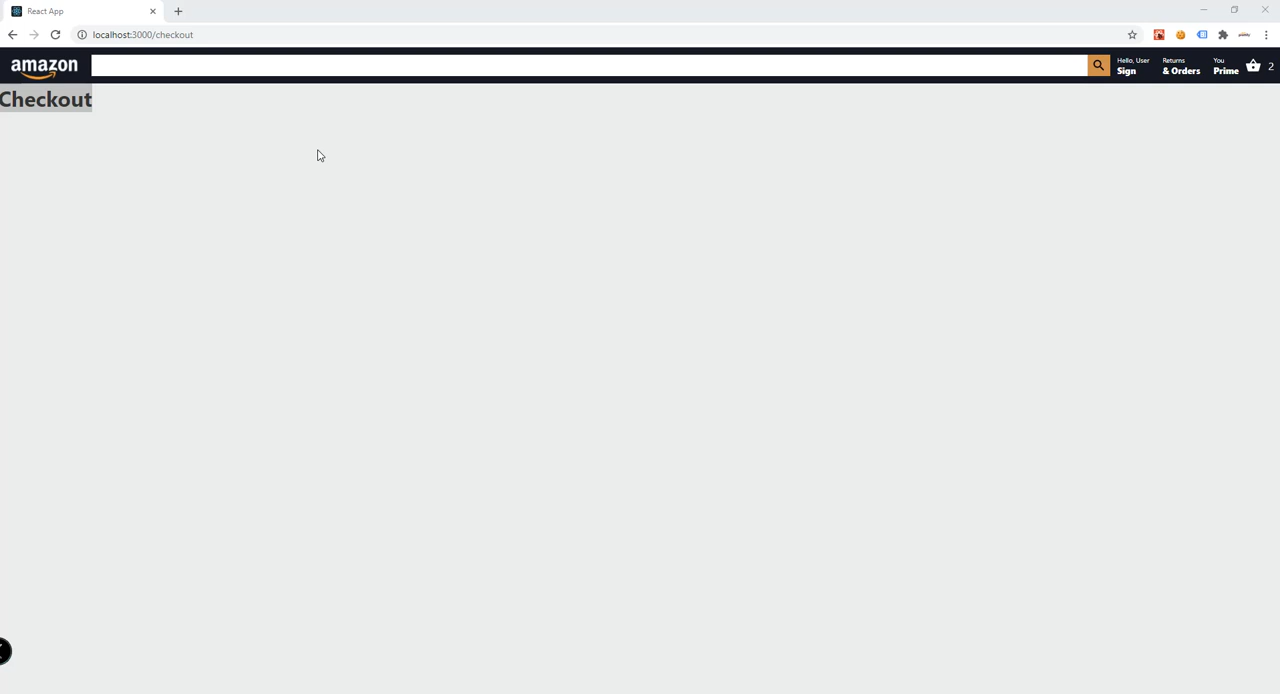 React App
localhost:3000/checkout
amazon
Hello, User
Sign
Returns
& Orders
You
Prime
2
Checkout